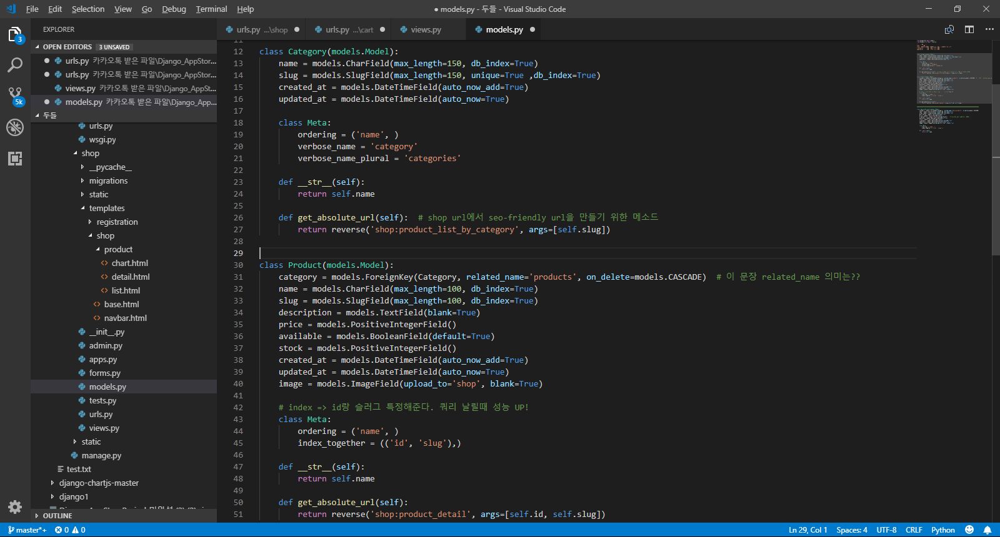 File Edit Selection View Go Debug Terminal Help
● models.py - 두들 - Visual Studio Code
EXPLORER
urls.py ...\shop ●
urls.py ...\cart ●
views.py
models.py ●
OPEN EDITORS 3 UNSAVED
● urls.py 카카오톡 받은 파일\Django_AppStor...
● urls.py 카카오톡 받은 파일\Django_AppStor...
views.py 카카오톡 받은 파일\Django_AppSt...
● models.py 카카오톡 받은 파일\Django_App...
두들
urls.py
wsgi.py
shop
__pycache__
migrations
static
templates
registration
shop
product
chart.html
detail.html
list.html
base.html
navbar.html
__init__.py
admin.py
apps.py
forms.py
models.py
tests.py
urls.py
views.py
static
manage.py
test.txt
django-chartjs-master
django1
OUTLINE
3
5k
11
12 class Category(models.Model):
13 name = models.CharField(max_length=150, db_index=True)
14 slug = models.SlugField(max_length=150, unique=True ,db_index=True)
15 created_at = models.DateTimeField(auto_now_add=True)
16 updated_at = models.DateTimeField(auto_now=True)
17
18 class Meta:
19 ordering = ('name', )
20 verbose_name = 'category'
21 verbose_name_plural = 'categories'
22
23 def __str__(self):
24 return self.name
25
26 def get_absolute_url(self): # shop url에서 seo-friendly url을 만들기 위한 메소드
27 return reverse('shop:product_list_by_category', args=[self.slug])
28
29
30 class Product(models.Model):
31 category = models.ForeignKey(Category, related_name='products', on_delete=models.CASCADE) # 이 문장 related_name 의미는??
32 name = models.CharField(max_length=100, db_index=True)
33 slug = models.SlugField(max_length=100, db_index=True)
34 description = models.TextField(blank=True)
35 price = models.PositiveIntegerField()
36 available = models.BooleanField(default=True)
37 stock = models.PositiveIntegerField()
38 created_at = models.DateTimeField(auto_now_add=True)
39 updated_at = models.DateTimeField(auto_now=True)
40 image = models.ImageField(upload_to='shop', blank=True)
41
42 # index => id랑 슬러그 특정해준다. 쿼리 날릴때 성능 UP!
43 class Meta:
44 ordering = ('name', )
45 index_together = (('id', 'slug'),)
46
47 def __str__(self):
48 return self.name
49
50 def get_absolute_url(self):
51 return reverse('shop:product_detail', args=[self.id, self.slug])
master*+ 0 0
Ln 29, Col 1 Spaces: 4 UTF-8 CRLF Python